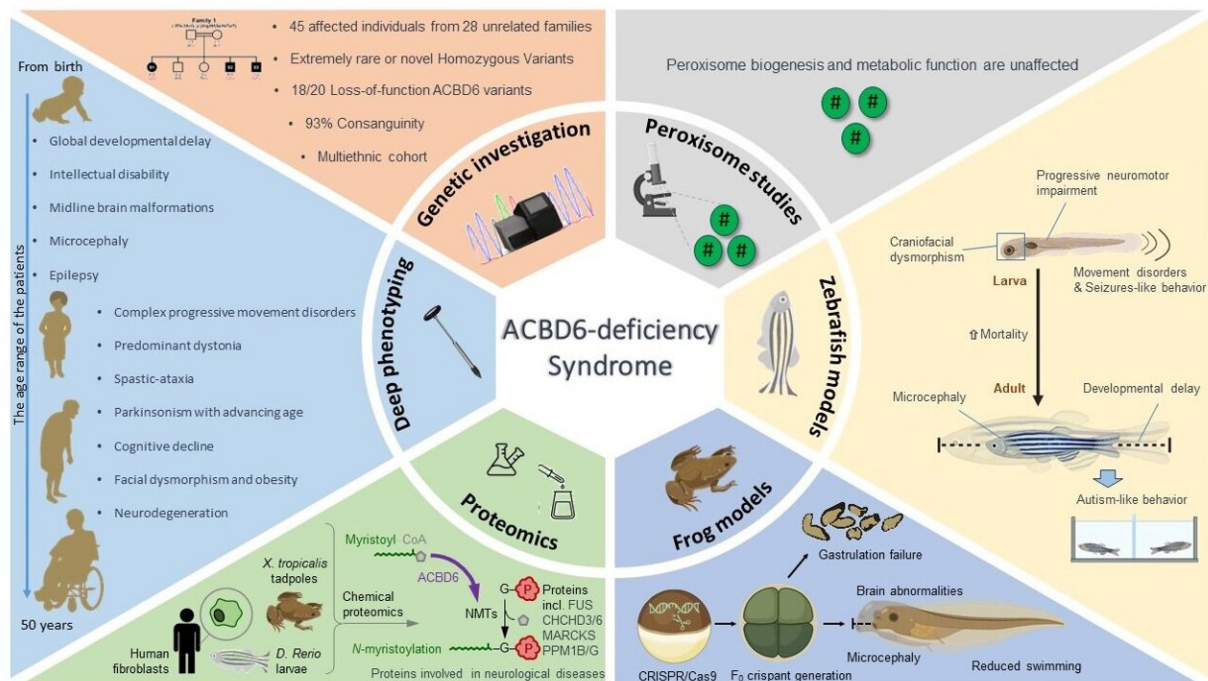 Family 1
45 affected individuals from 28 unrelated families
Extremely rare or novel Homozygous Variants
18/20 Loss-of-function ACBD6 variants
93% Consanguinity
Multiethnic cohort
Genetic investigation
Peroxisome biogenesis and metabolic function are unaffected
#
#
#
Peroxisome studies
#
#
#
From birth
The age range of the patients
50 years
Global developmental delay
Intellectual disability
Midline brain malformations
Microcephaly
Epilepsy
Complex progressive movement disorders
Predominant dystonia
Spastic-ataxia
Parkinsonism with advancing age
Cognitive decline
Facial dysmorphism and obesity
Neurodegeneration
Deep phenotyping
ACBD6-deficiency
Syndrome
Zebrafish models
Progressive neuromotor
impairment
Craniofacial
dysmorphism
Larva
Movement disorders
& Seizures-like behavior
⇧Mortality
Adult
Microcephaly
Developmental delay
Autism-like behavior
Proteomics
Myristoyl-CoA
ACBD6
X. tropicalis
tadpoles
Chemical
proteomics
NMTs
G
P
Proteins
incl. FUS
CHCHD3/6
MARCKS
PPM1B/G
N-myristoylation
G
P
Human
fibroblasts
D. Rerio
larvae
Proteins involved in neurological diseases
Frog models
Gastrulation failure
Brain abnormalities
Microcephaly
Reduced swimming
CRISPR/Cas9
F₀ crispant generation